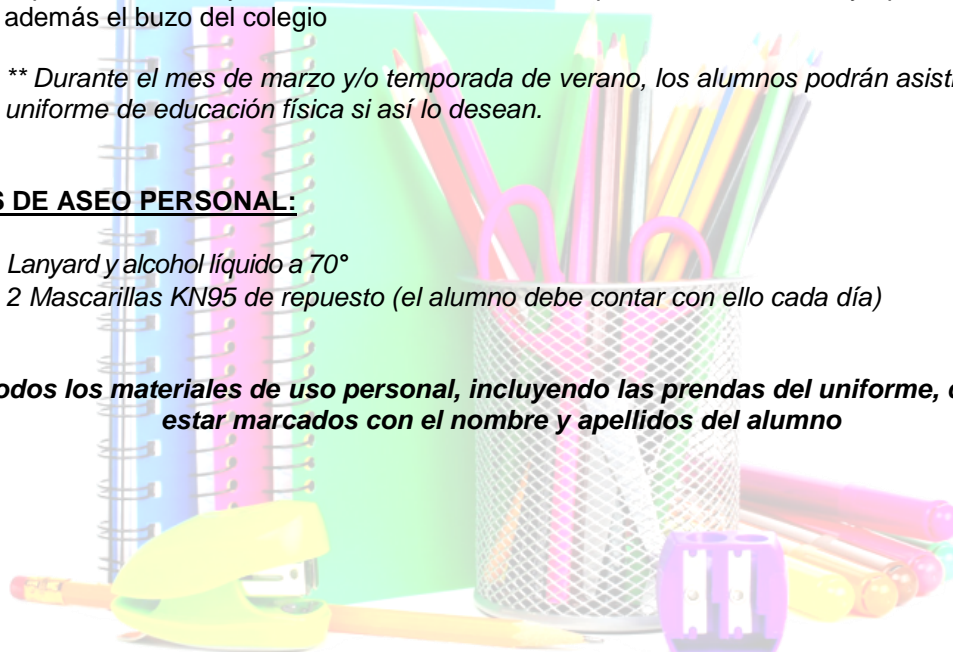 además el buzo del colegio
** Durante el mes de marzo y/o temporada de verano, los alumnos podrán
uniforme de educación física si así lo desean.
DE ASEO PERSONAL:
Lanyard y alcohol líquido a 70°
2 Mascarillas KN95 de repuesto (el alumno debe contar con ello cada día)
los materiales de uso personal, incluyendo las prendas del uniforme,
estar marcados con el nombre y apellidos del alumno